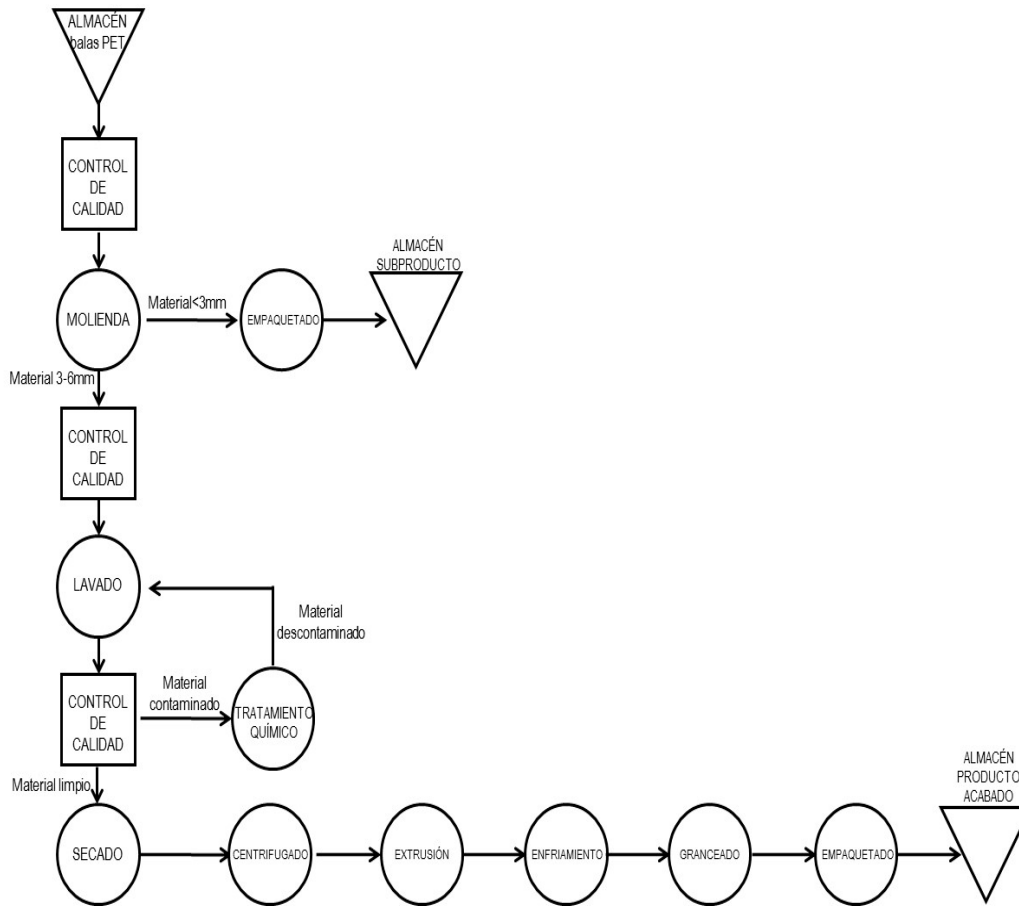 ALMACÉN
balas PET
CONTROL
DE
CALIDAD
MOLIENDA
Material<3mm
EMPAQUETADO
ALMACÉN
SUBPRODUCTO
Material 3-6mm
CONTROL
DE
CALIDAD
LAVADO
Material
descontaminado
CONTROL
DE
CALIDAD
Material
contaminado
TRATAMIENTO
QUÍMICO
Material limpio
SECADO
CENTRIFUGADO
EXTRUSIÓN
ENFRIAMIENTO
GRANCEADO
EMPAQUETADO
ALMACÉN
PRODUCTO
ACABADO